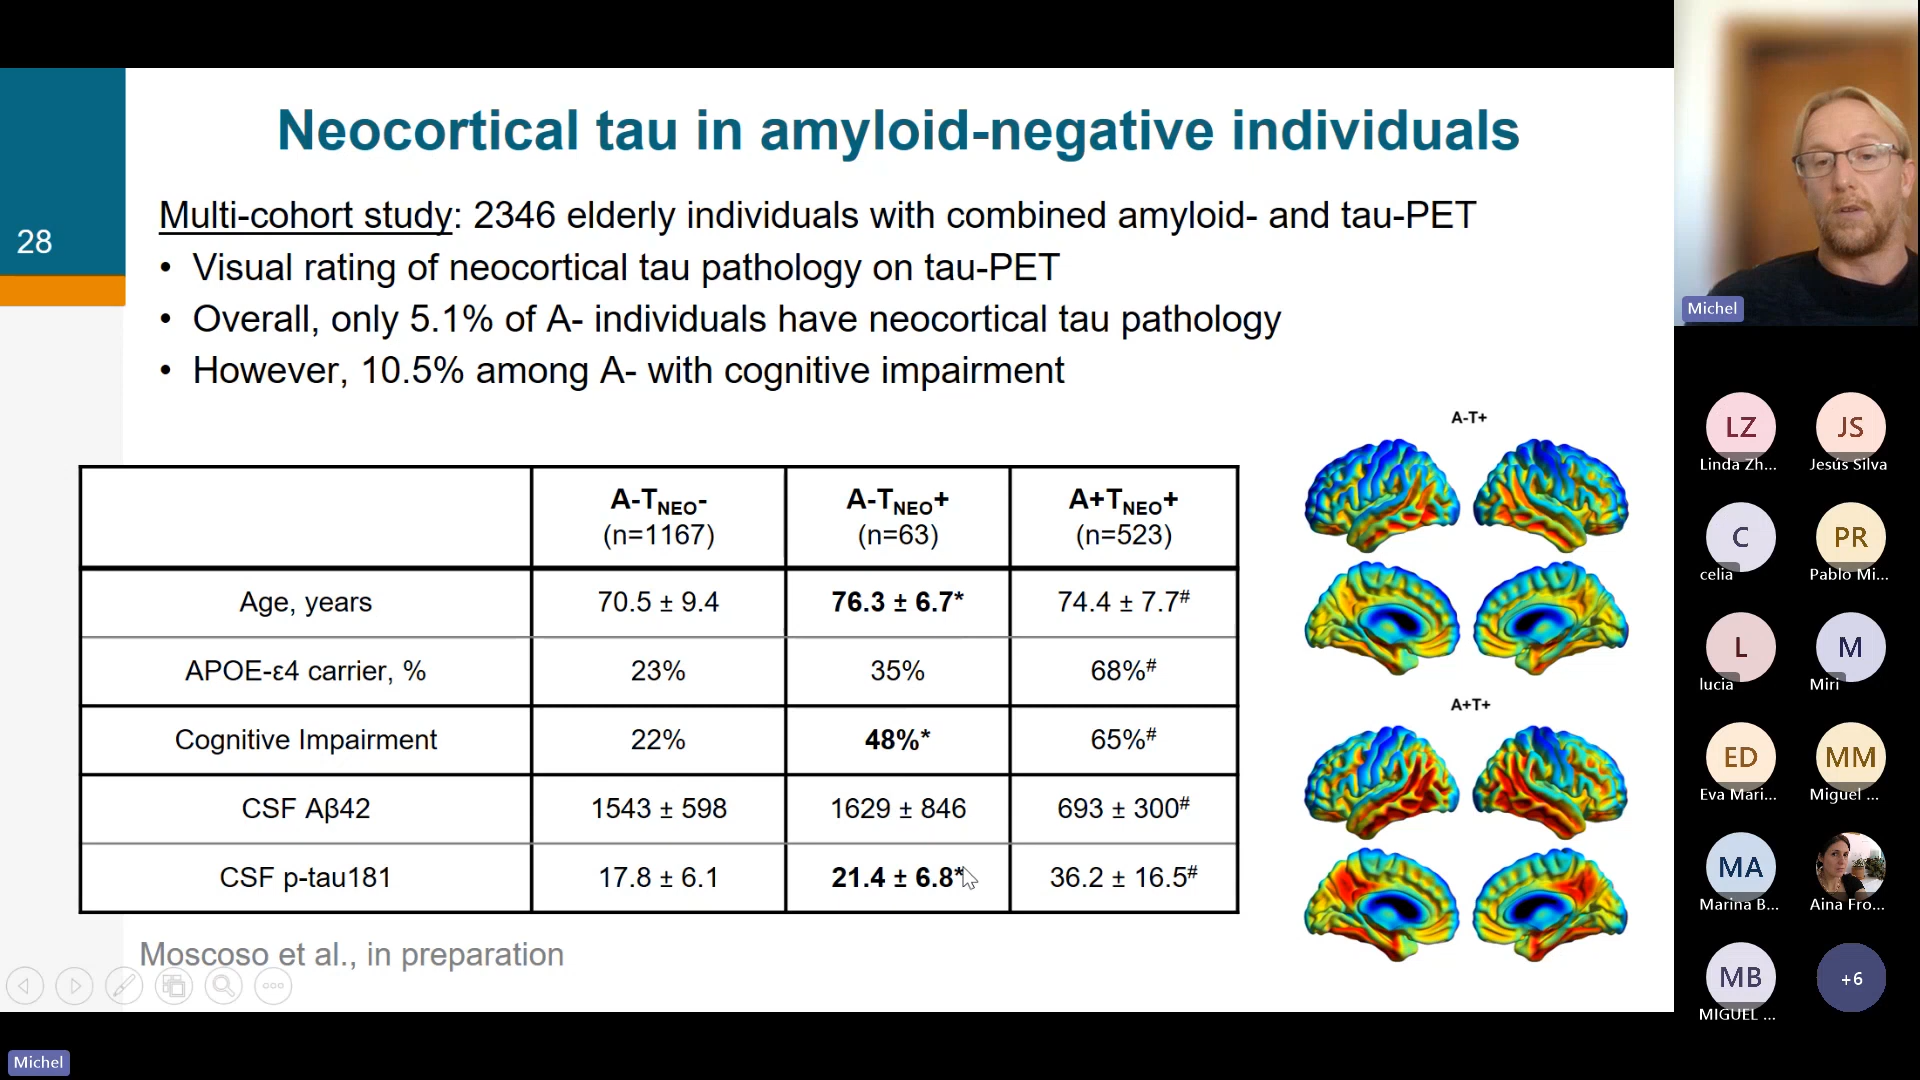 Neocortical tau in amyloid-negative individuals
28
Multi-cohort study: 2346 elderly individuals with combined amyloid- and tau-PET
• Visual rating of neocortical tau pathology on tau-PET
• Overall, only 5.1% of A- individuals have neocortical tau pathology
• However, 10.5% among A- with cognitive impairment
A-TNEO- A-TNEO+ A+TNEO+
(n=1167) (n=63) (n=523)
Age, years 70.5 ± 9.4 76.3 ± 6.7* 74.4 ± 7.7#
APOE-ε4 carrier, % 23% 35% 68%#
Cognitive Impairment 22% 48%* 65%#
CSF Aβ42 1543 ± 598 1629 ± 846 693 ± 300#
CSF p-tau181 17.8 ± 6.1 21.4 ± 6.8* 36.2 ± 16.5#
A-T+
A+T+
Moscoso et al., in preparation
Michel
Michel
LZ JS
Linda Zh... Jesús Silva
C PR
celia Pablo Mi...
L M
lucia Miri
ED MM
Eva Mari... Miguel ...
MA
Marina B... Aina Fro...
MB +6
MIGUEL ...